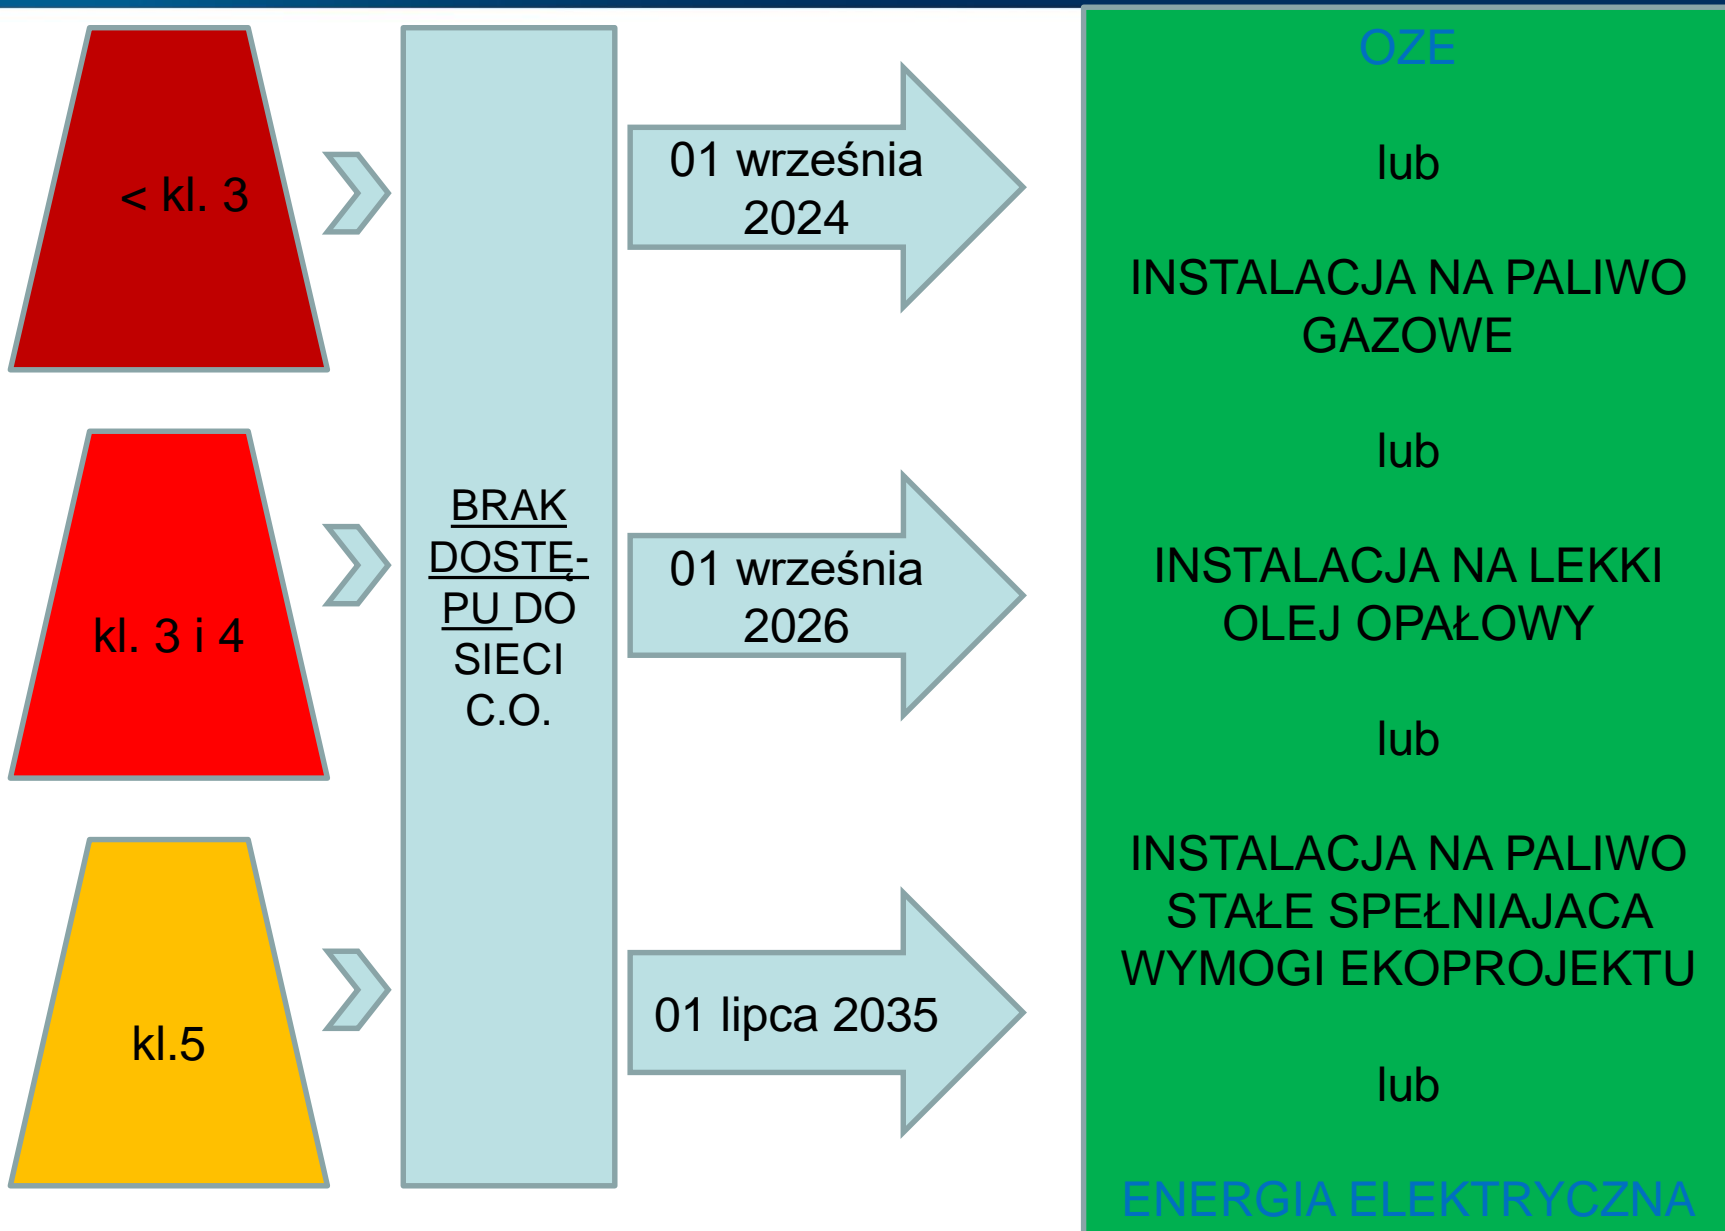 < kl. 3
kl. 3 i 4
kl.5
BRAK
DOSTĘ-
PU DO
SIECI
C.O.
01 września
2024
01 września
2026
01 lipca 2035
OZE
lub
INSTALACJA NA PALIWO
GAZOWE
lub
INSTALACJA NA LEKKI
OLEJ OPAŁOWY
lub
INSTALACJA NA PALIWO
STAŁE SPEŁNIAJACA
WYMOGI EKOPROJEKTU
lub
ENERGIA ELEKTRYCZNA